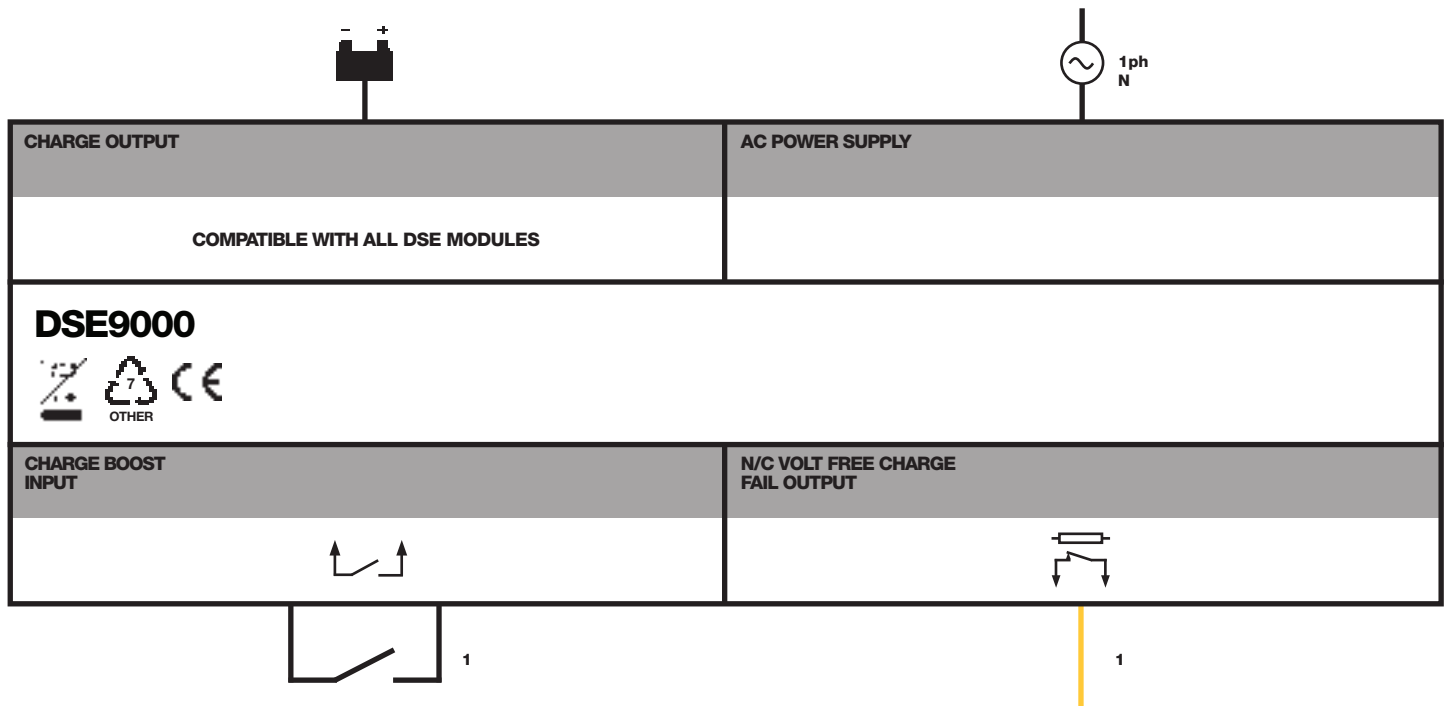 - +
1ph
N
CHARGE OUTPUT
AC POWER SUPPLY
COMPATIBLE WITH ALL DSE MODULES
DSE9000
7
OTHER
CE
CHARGE BOOST
INPUT
N/C VOLT FREE CHARGE
FAIL OUTPUT
1
1